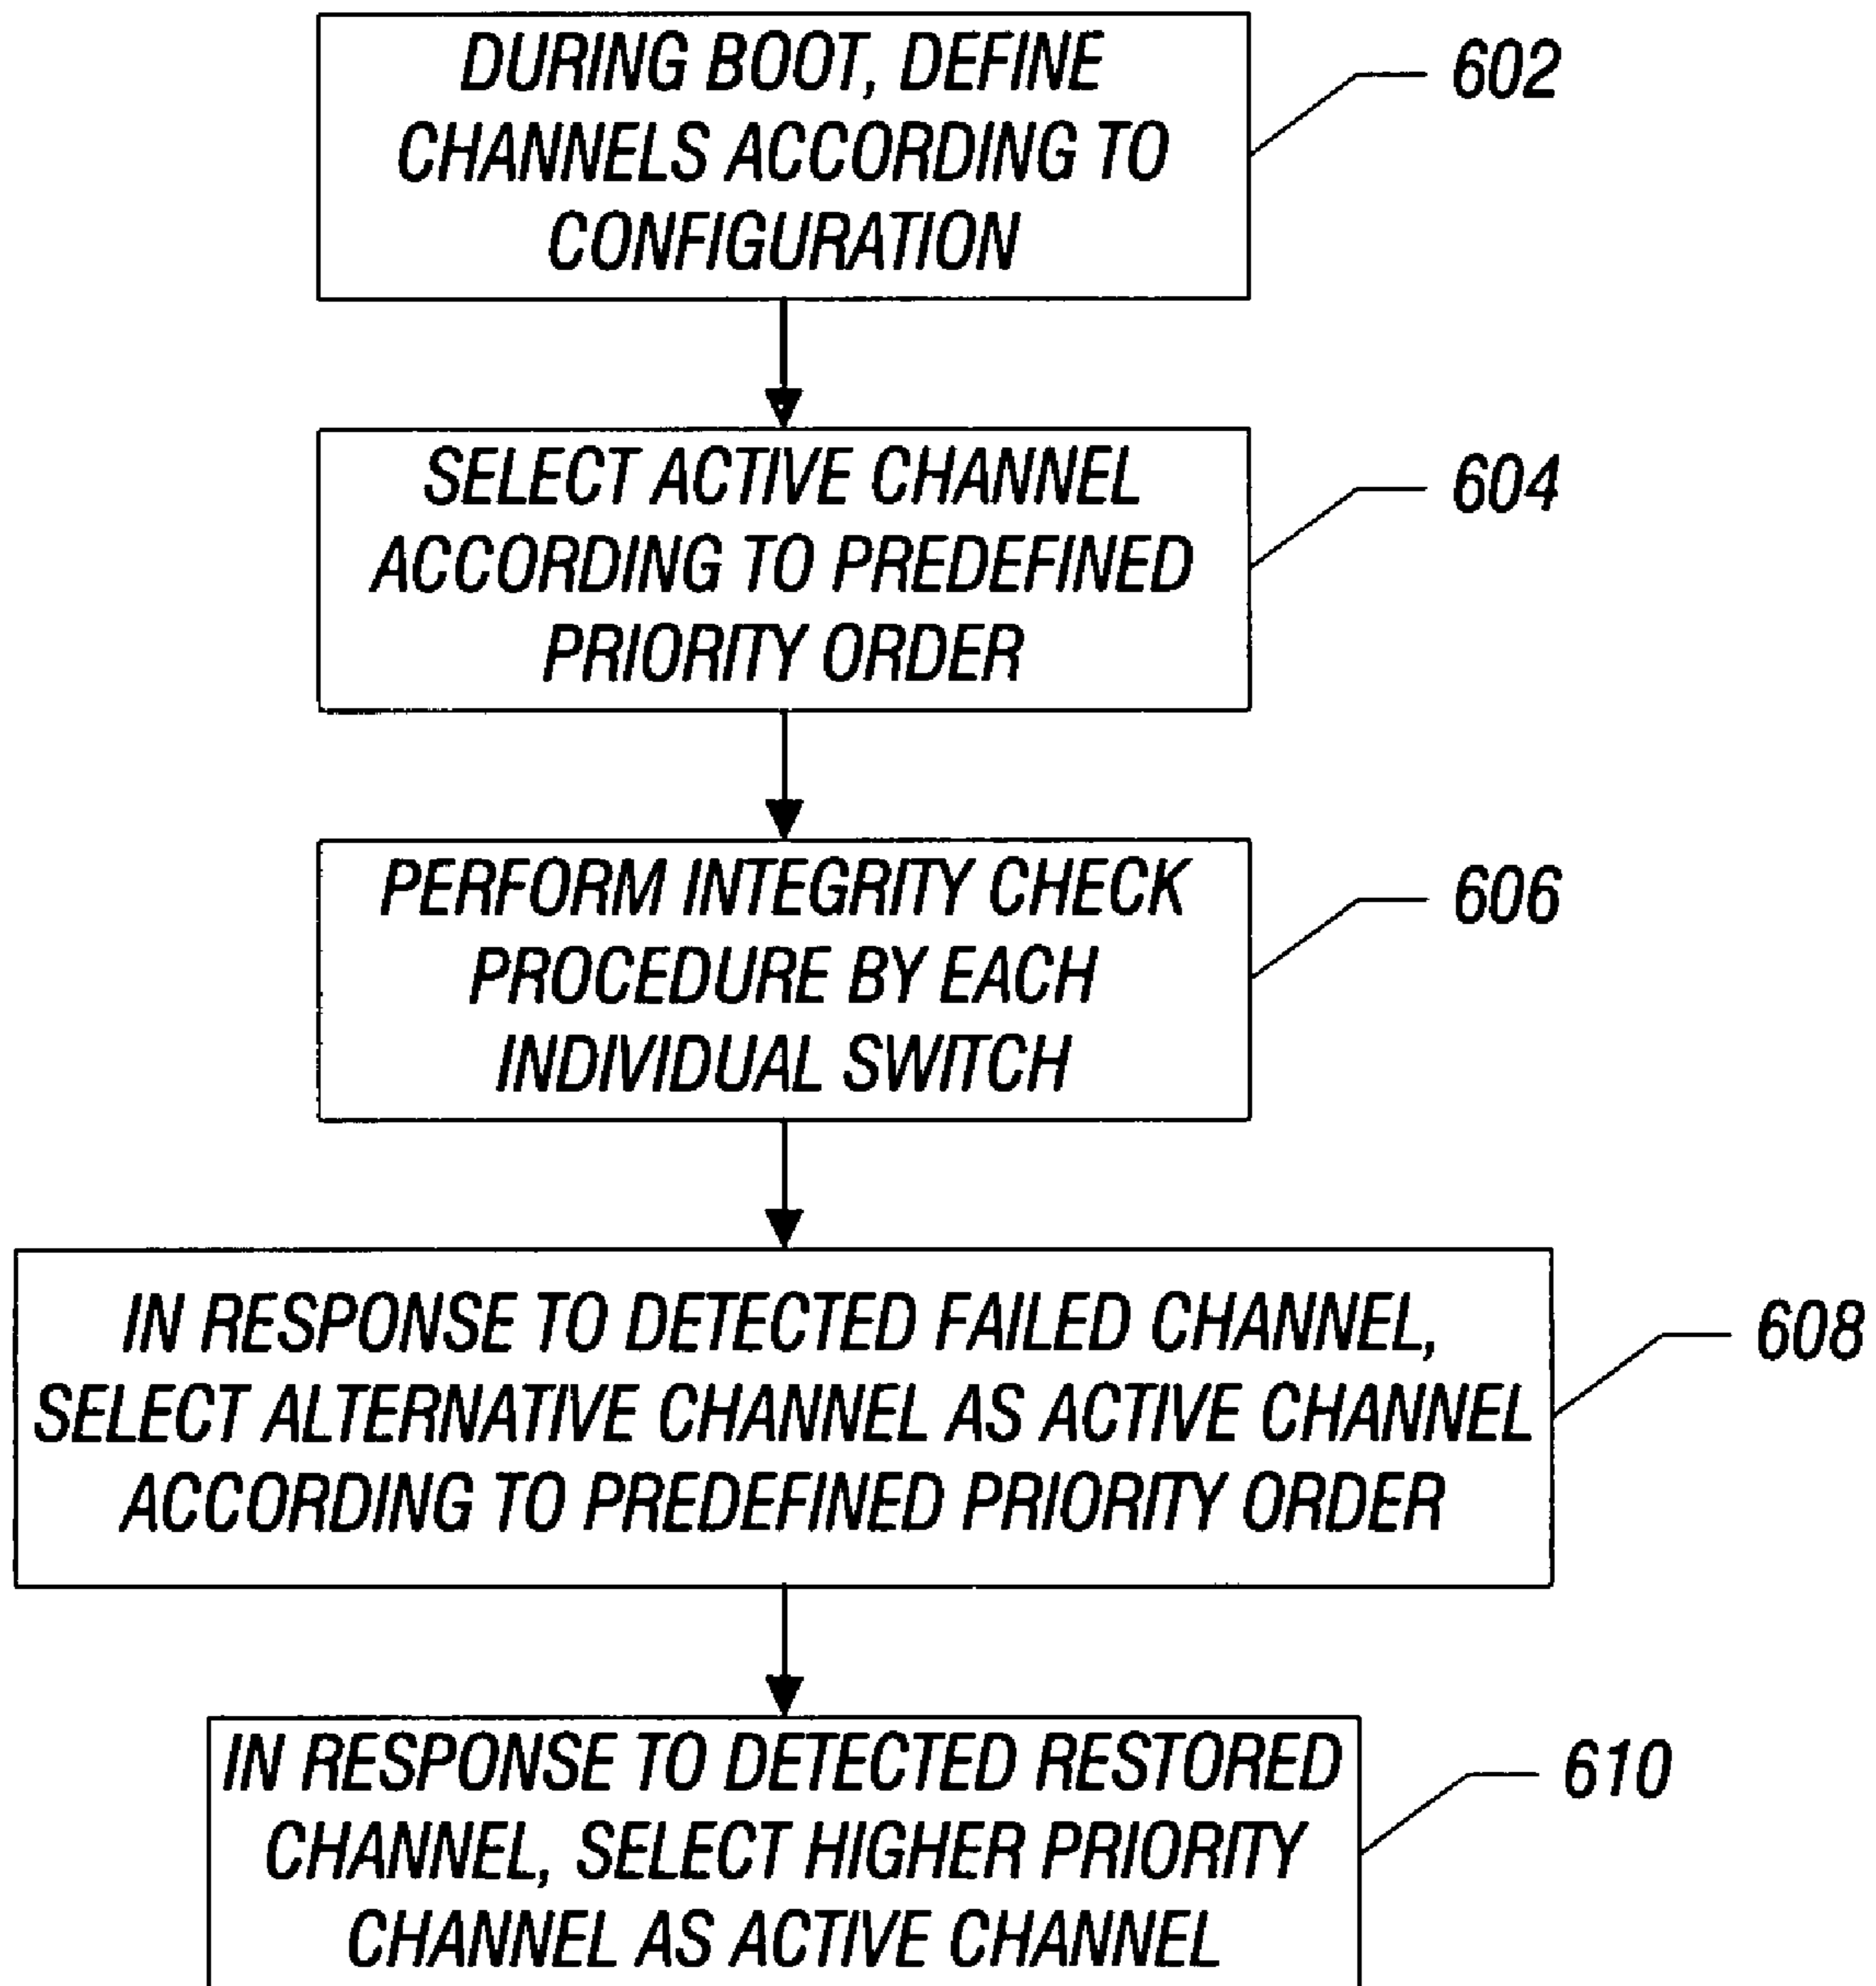 DURING BOOT, DEFINE
CHANNELS ACCORDING TO
CONFIGURATION
602
SELECT ACTIVE CHANNEL
ACCORDING TO PREDEFINED
PRIORITY ORDER
604
PERFORM INTEGRITY CHECK
PROCEDURE BY EACH
INDIVIDUAL SWITCH
606
IN RESPONSE TO DETECTED FAILED CHANNEL,
SELECT ALTERNATIVE CHANNEL AS ACTIVE CHANNEL
ACCORDING TO PREDEFINED PRIORITY ORDER
608
IN RESPONSE TO DETECTED RESTORED
CHANNEL, SELECT HIGHER PRIORITY
CHANNEL AS ACTIVE CHANNEL
610